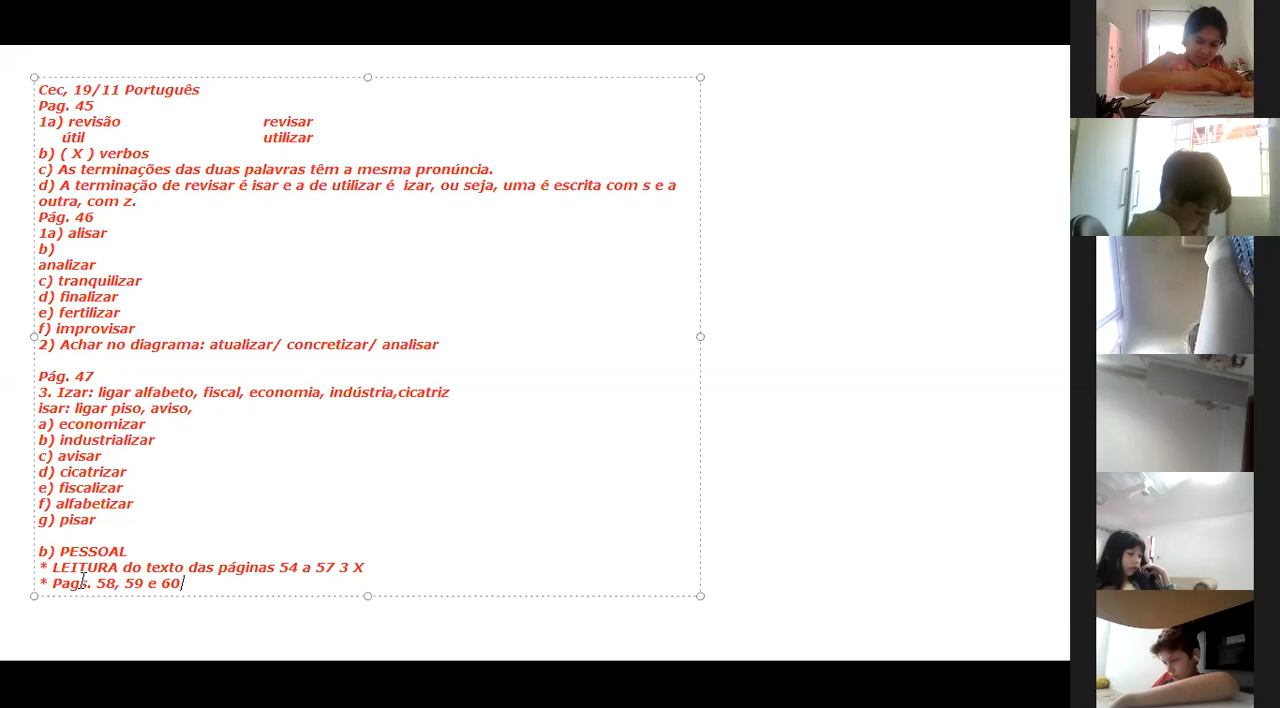 Cec, 19/11 Português
Pag. 45
1a) revisão revisar
útil utilizar
b) ( X ) verbos
c) As terminações das duas palavras têm a mesma pronúncia.
d) A terminação de revisar é isar e a de utilizar é izar, ou seja, uma é escrita com s e a
outra, com z.
Pág. 46
1a) alisar
b)
analizar
c) tranquilizar
d) finalizar
e) fertilizar
f) improvisar
2) Achar no diagrama: atualizar/ concretizar/ analisar
Pág. 47
3. Izar: ligar alfabeto, fiscal, economia, indústria,cicatriz
isar: ligar piso, aviso,
a) economizar
b) industrializar
c) avisar
d) cicatrizar
e) fiscalizar
f) alfabetizar
g) pisar
b) PESSOAL
* LEITURA do texto das páginas 54 a 57 3 X
* Pags. 58, 59 e 60